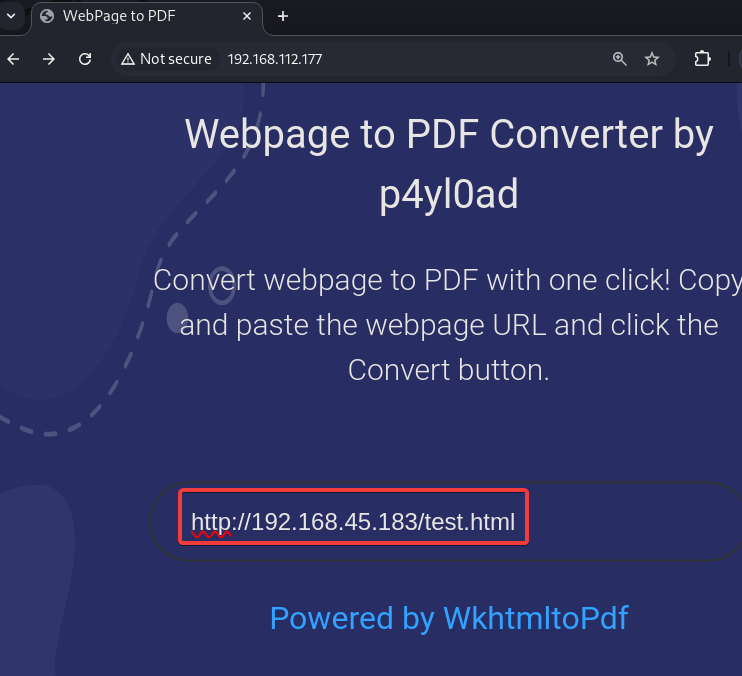 WebPage to PDF
Not secure
192.168.112.177
Webpage to PDF Converter by
p4yl0ad
Convert webpage to PDF with one click! Copy
and paste the webpage URL and click the
Convert button.
http://192.168.45.183/test.html
Powered by WkhtmltoPdf